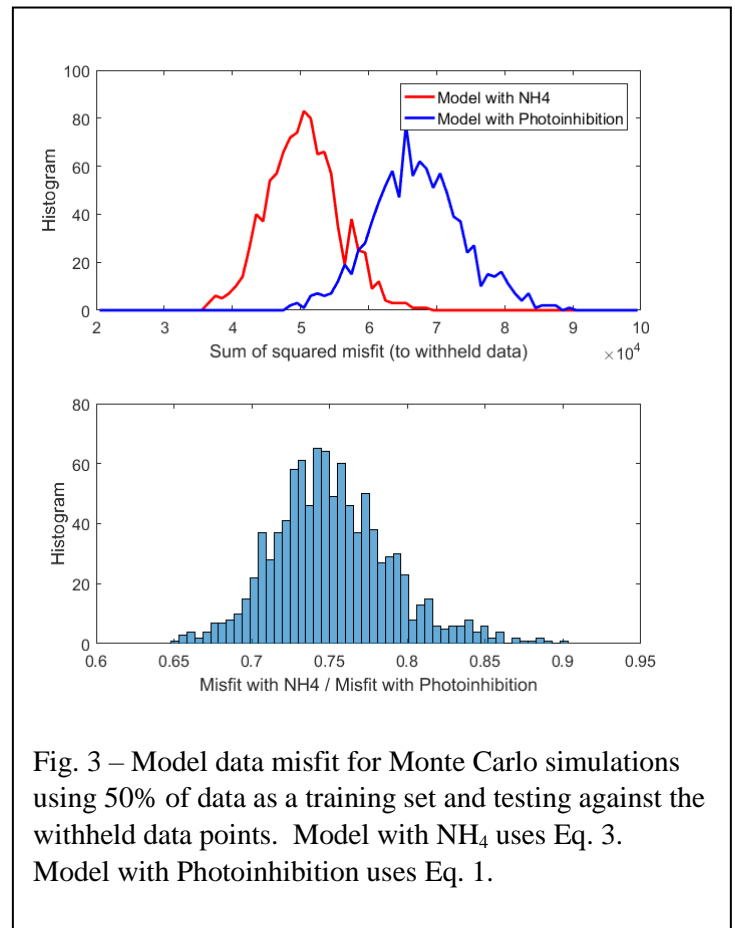 100
80
60
40
20
0
Histogram
Model with NH4
Model with Photoinhibition
2 3 4 5 6 7 8 9 10
Sum of squared misfit (to withheld data)
×10⁴
80
60
40
20
0
Histogram
0.6 0.65 0.7 0.75 0.8 0.85 0.9 0.95
Misfit with NH4 / Misfit with Photoinhibition
Fig. 3 – Model data misfit for Monte Carlo simulations
using 50% of data as a training set and testing against the
withheld data points.  Model with NH₄ uses Eq. 3.
Model with Photoinhibition uses Eq. 1.